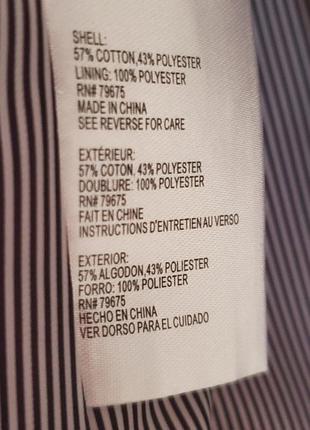 SHELL:
57% COTTON,43% POLYESTER
LINING: 100% POLYESTER
RN# 79675
MADE IN CHINA
SEE REVERSE FOR CARE
EXTÉRIEUR:
57% COTON, 43% POLYESTER
DOUBLURE: 100% POLYESTER
RN# 79675
FAIT EN CHINE
INSTRUCTIONS D'ENTRETIEN AU VERSO
EXTERIOR:
57% ALGODON,43% POLIESTER
FORRO: 100% POLIESTER
RN# 79675
HECHO EN CHINA
VER DORSO PARA EL CUIDADO